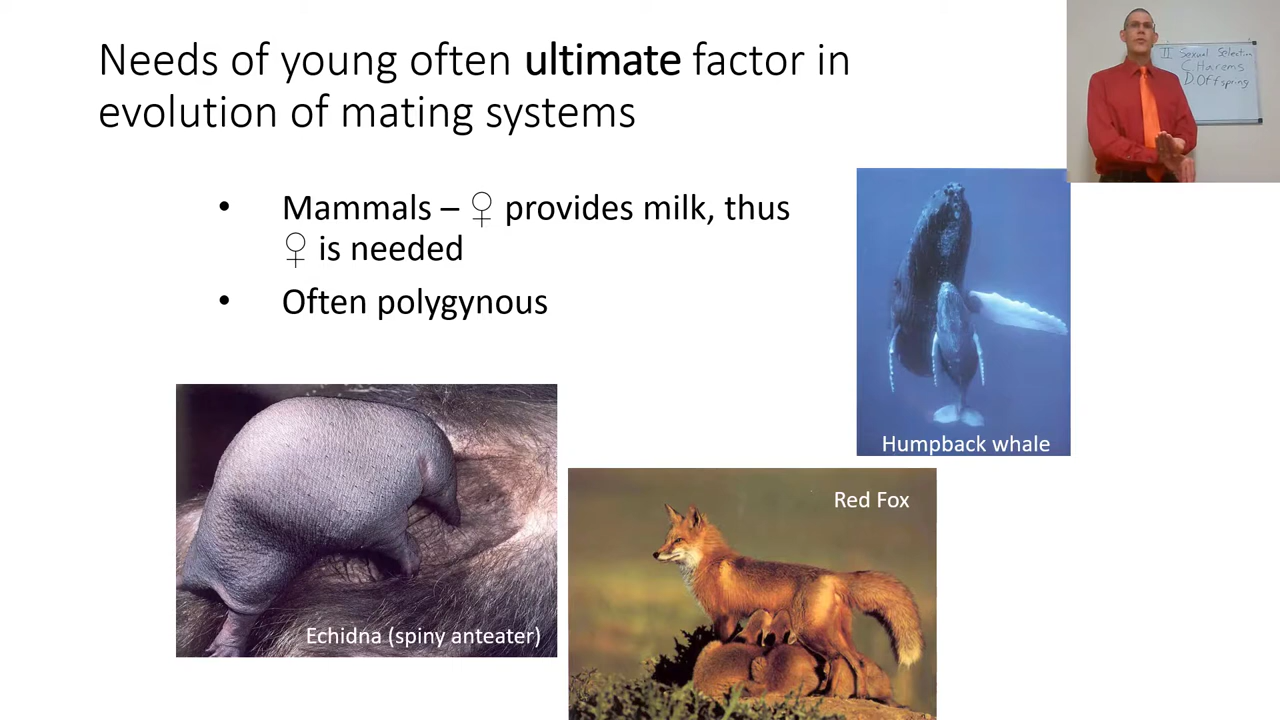 Needs of young often ultimate factor in
evolution of mating systems
II Sexual Selection
C Harems
D Offspring
• Mammals – ♀ provides milk, thus
♀ is needed
• Often polygynous
Humpback whale
Red Fox
Echidna (spiny anteater)